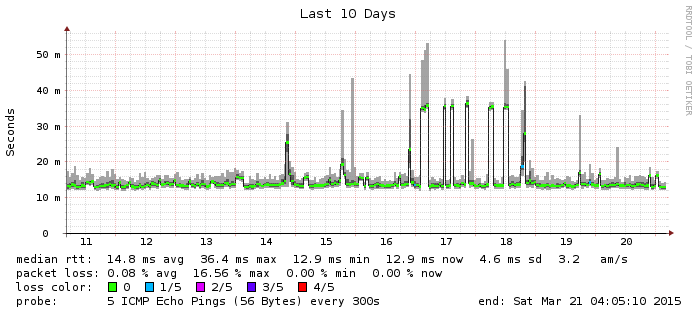 Last 10 Days
RRDTOOL / TOBI OETIKER
Seconds
50 m
40 m
30 m
20 m
10 m
0
11 12 13 14 15 16 17 18 19 20
median rtt: 14.8 ms avg 36.4 ms max 12.9 ms min 12.9 ms now 4.6 ms sd 3.2 am/s
packet loss: 0.08 % avg 16.56 % max 0.00 % min 0.00 % now
loss color: 0 1/5 2/5 3/5 4/5
probe: 5 ICMP Echo Pings (56 Bytes) every 300s end: Sat Mar 21 04:05:10 2015